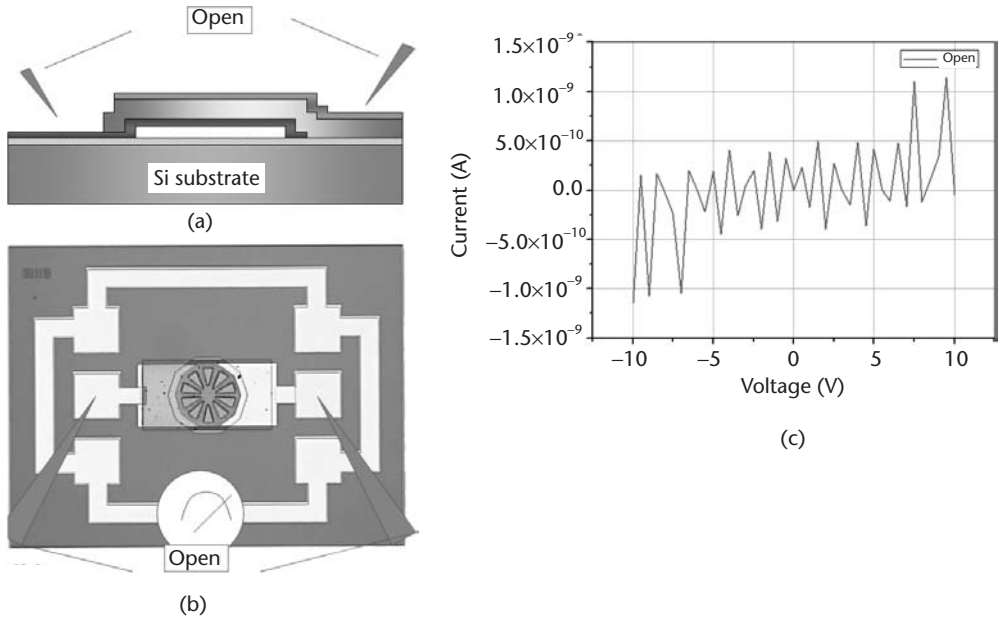 Open
Si substrate
(a)
Open
(b)
1.5×10⁻⁹
1.0×10⁻⁹
5.0×10⁻¹⁰
0.0
−5.0×10⁻¹⁰
−1.0×10⁻⁹
−1.5×10⁻⁹
Current (A)
Open
−10
−5
0
5
10
Voltage (V)
(c)